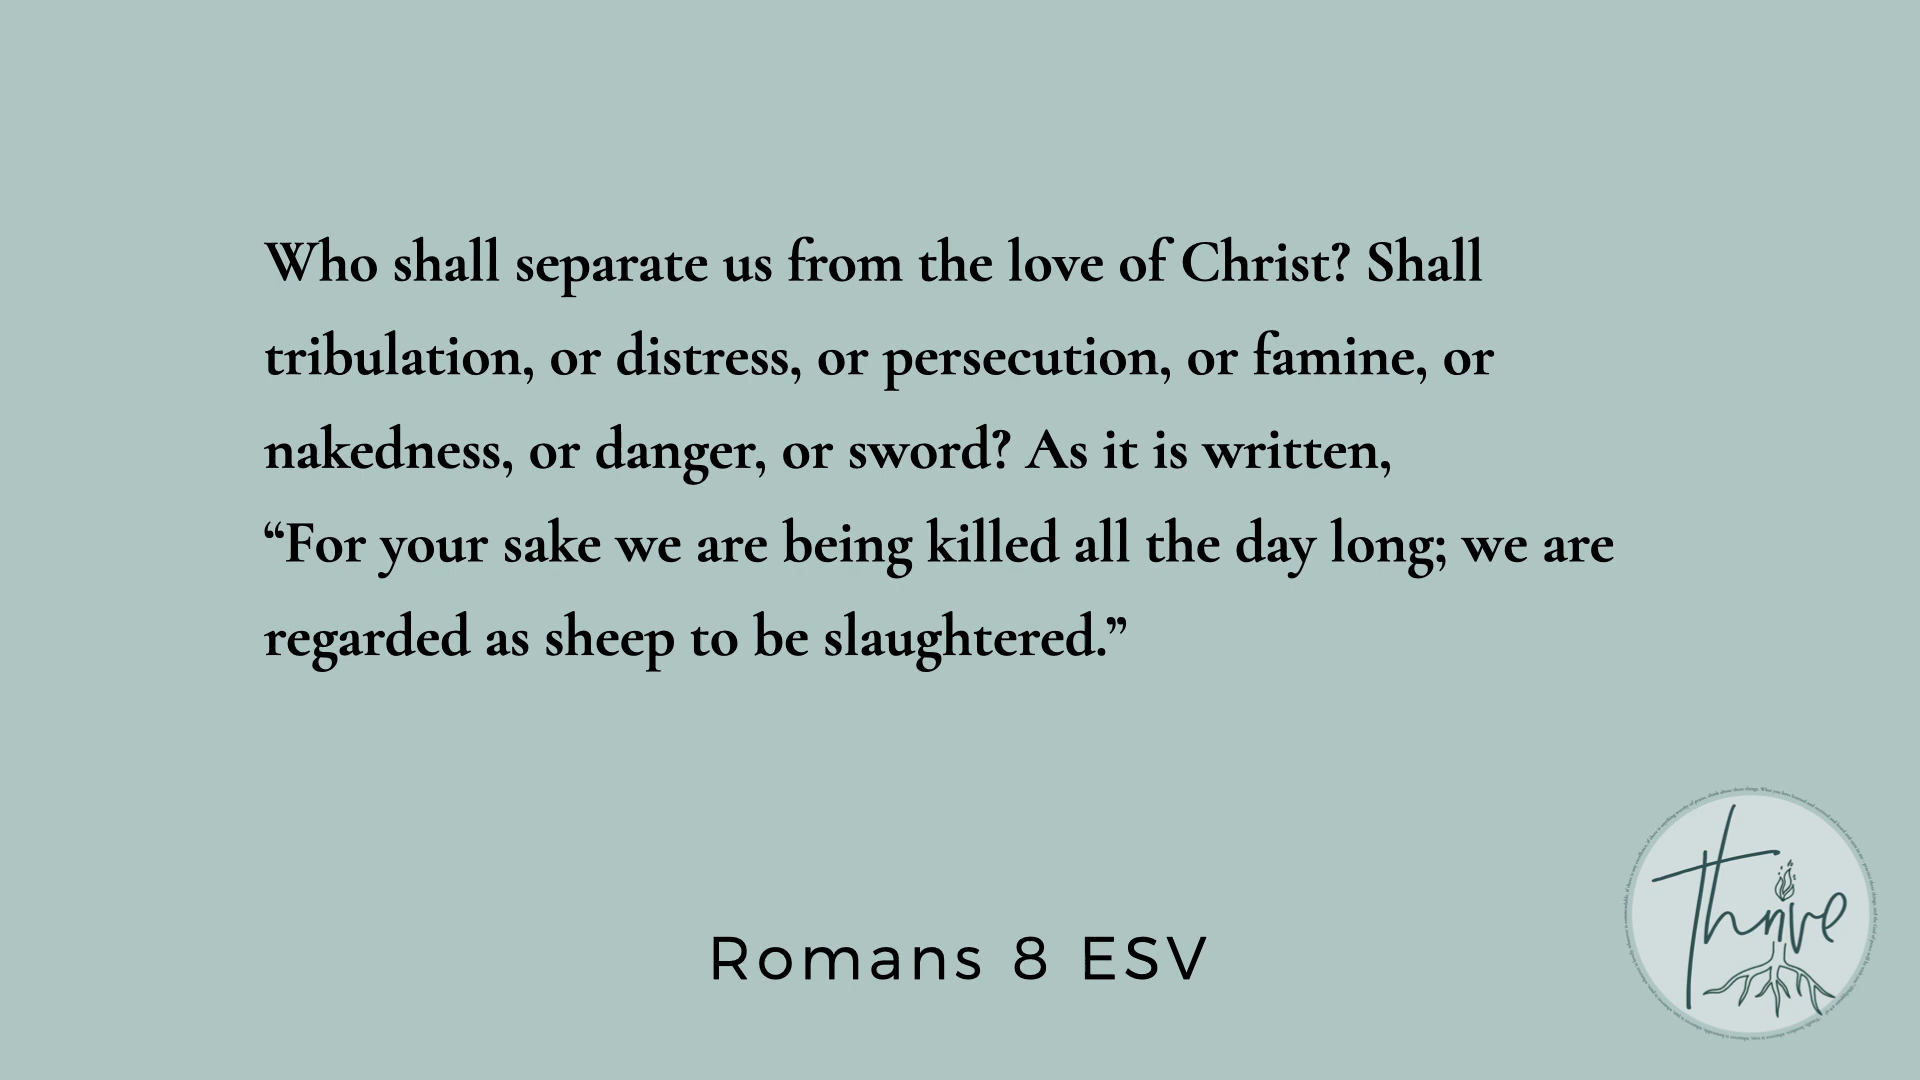 Who shall separate us from the love of Christ? Shall
tribulation, or distress, or persecution, or famine, or
nakedness, or danger, or sword? As it is written,
“For your sake we are being killed all the day long; we are
regarded as sheep to be slaughtered.”
Romans 8 ESV
thrive